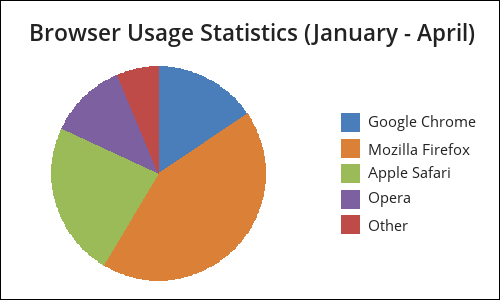 Browser Usage Statistics (January - April)
Google Chrome
Mozilla Firefox
Apple Safari
Opera
Other